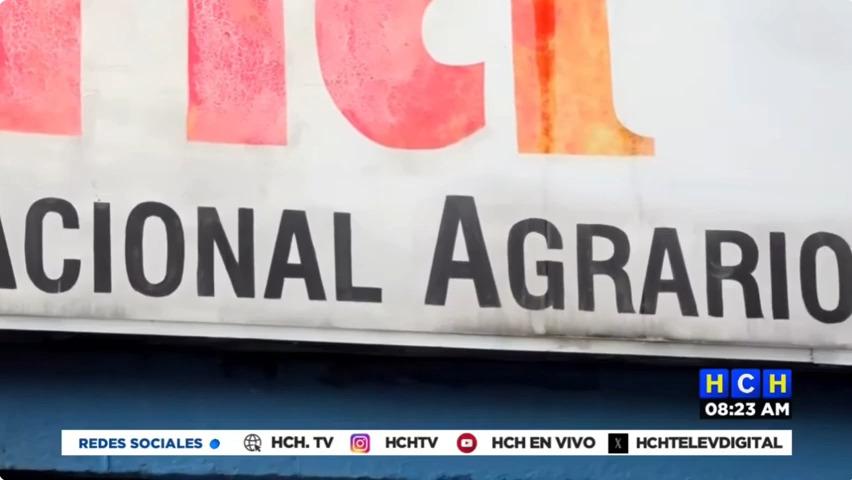 ACIONAL AGRARIO
HCH
08:23 AM
REDES SOCIALES HCH. TV HCHTV HCH EN VIVO X HCHTELEVDIGITAL